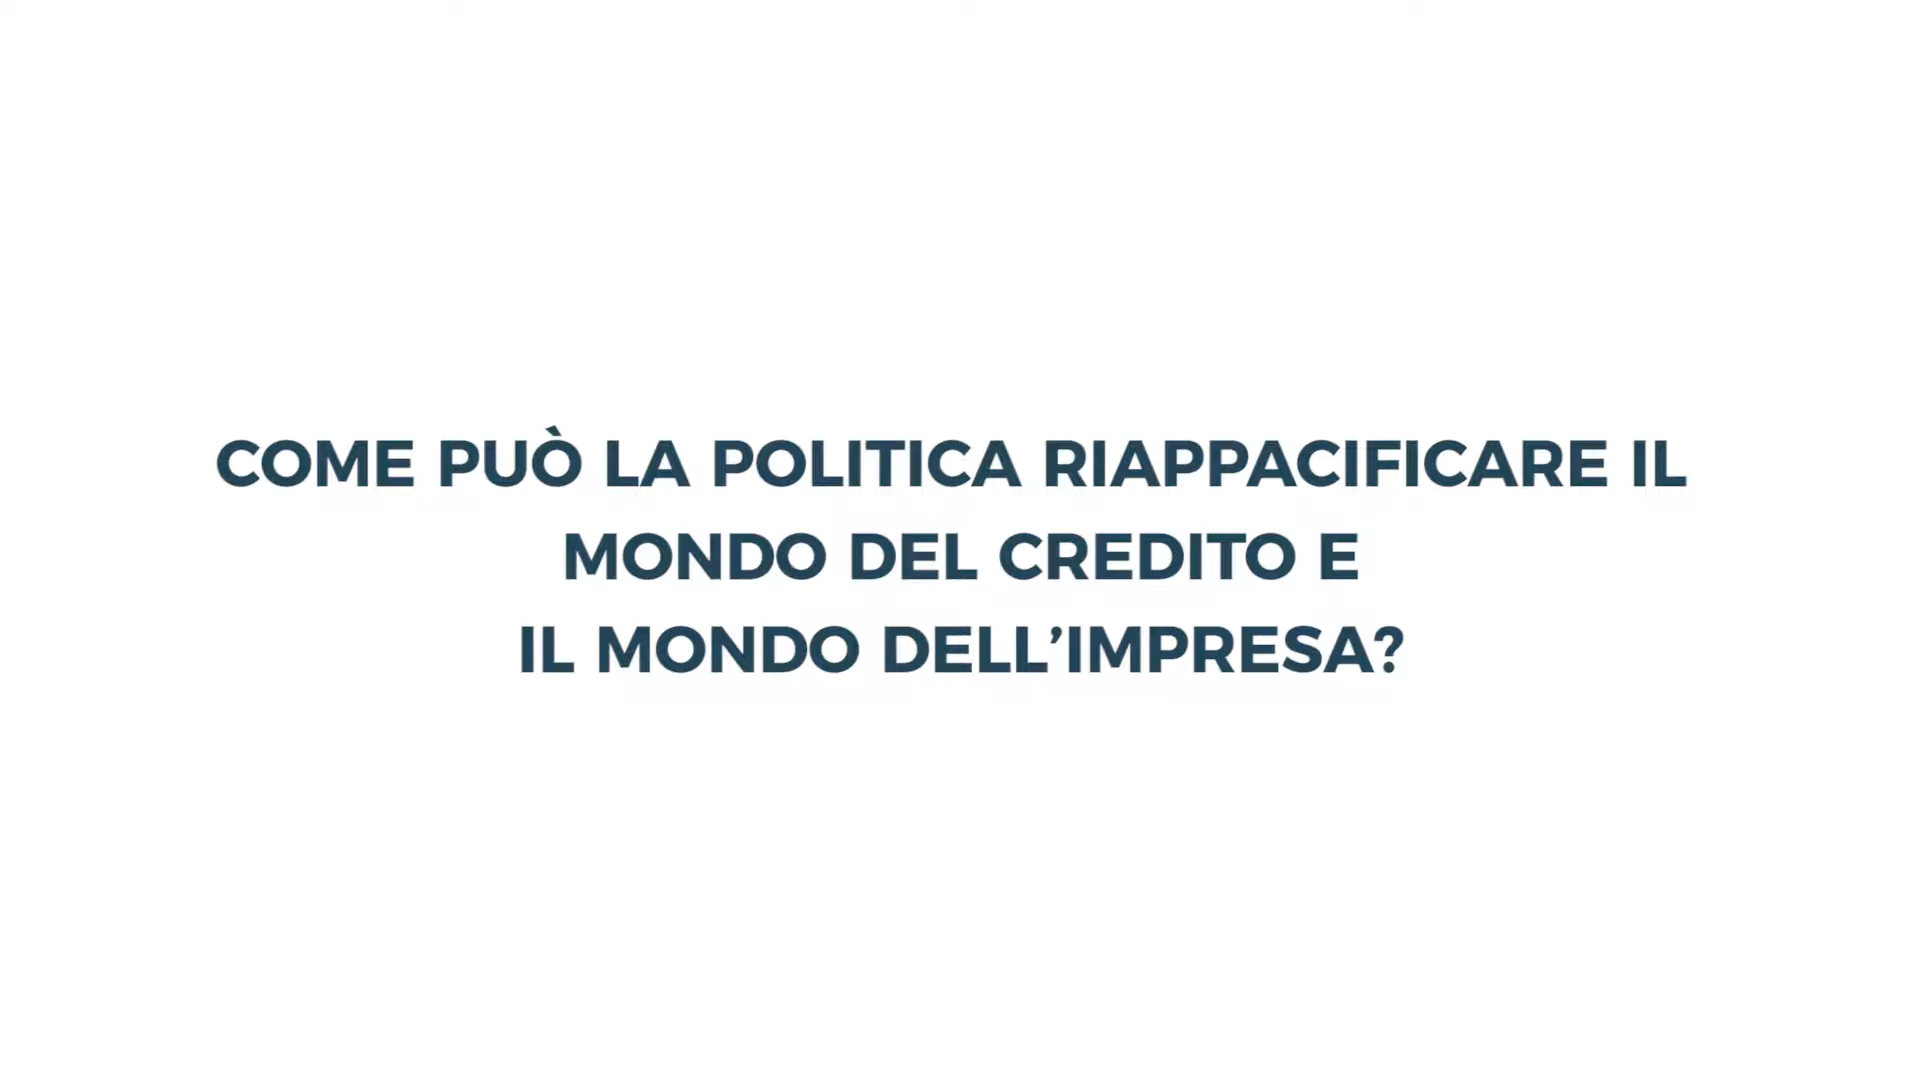 COME PUÒ LA POLITICA RIAPPACIFICARE IL
MONDO DEL CREDITO E
IL MONDO DELL’IMPRESA?